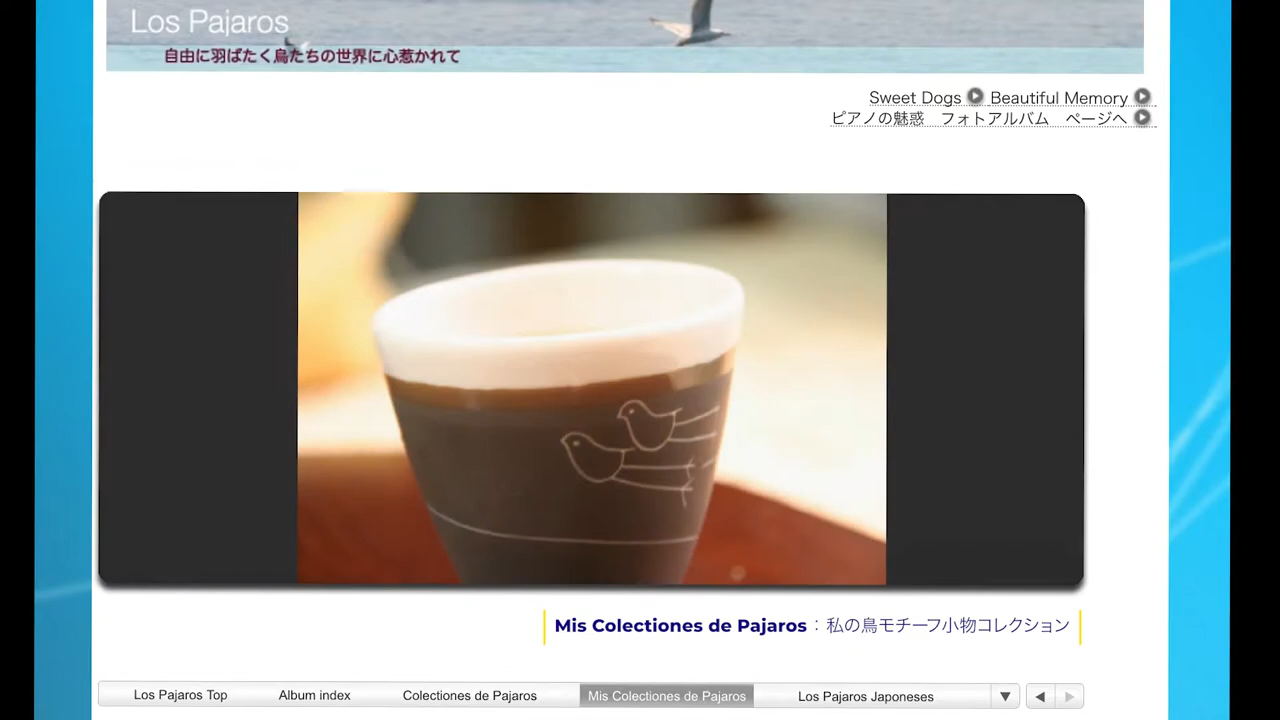 Los Pajaros
自由に羽ばたく鳥たちの世界に心惹かれて
Sweet Dogs Beautiful Memory
ピアノの魅惑 フォトアルバム ページへ
Mis Colectiones de Pajaros：私の鳥モチーフ小物コレクション
Los Pajaros Top Album index Colectiones de Pajaros Mis Colectiones de Pajaros Los Pajaros Japoneses